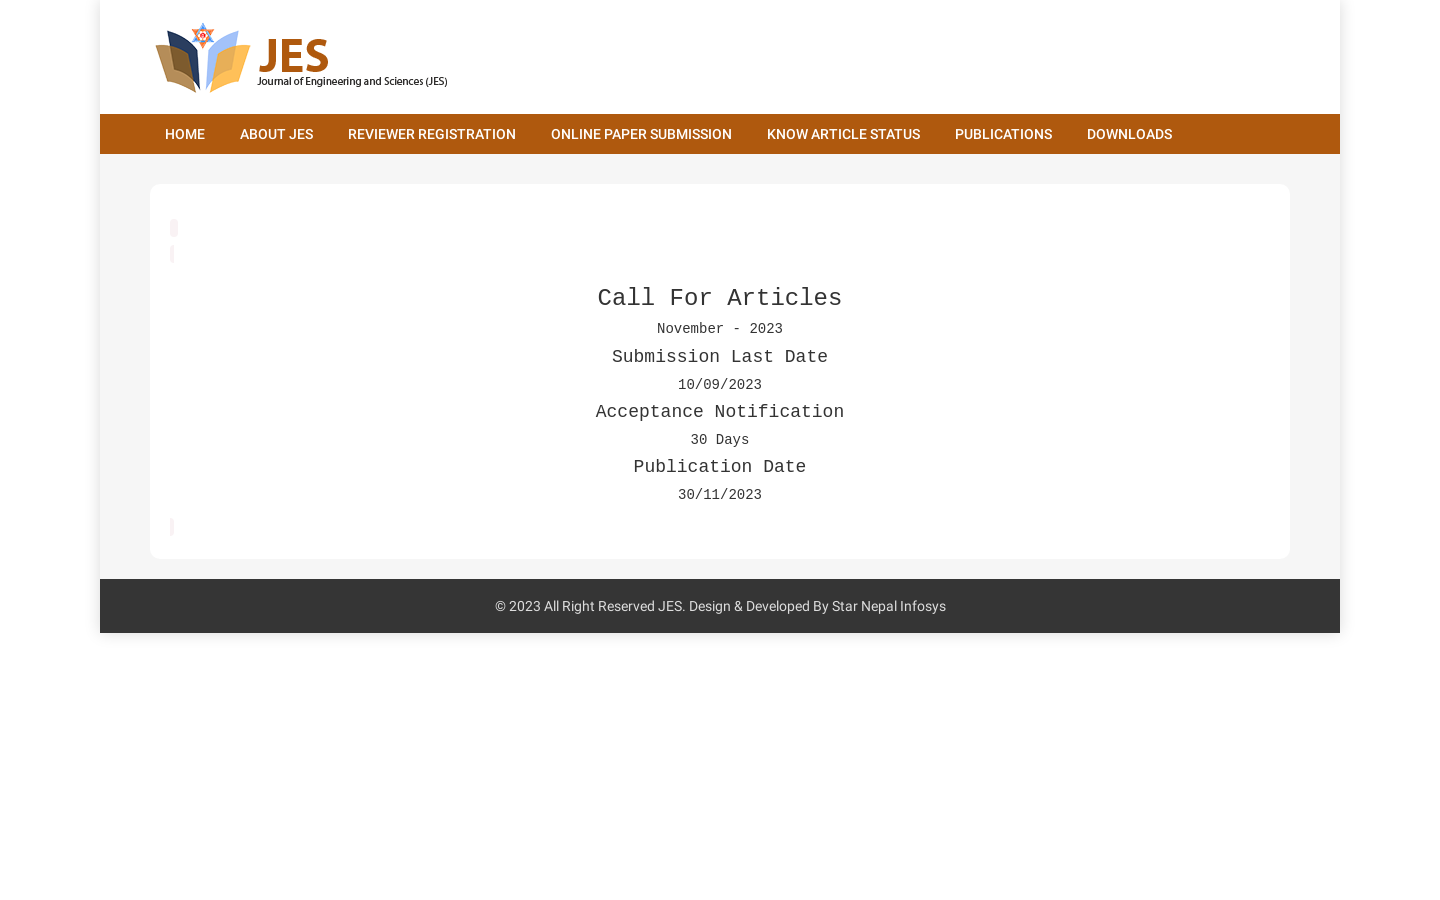 JES
Journal of Engineering and Sciences (JES)
HOME ABOUT JES REVIEWER REGISTRATION ONLINE PAPER SUBMISSION KNOW ARTICLE STATUS PUBLICATIONS DOWNLOADS
Call For Articles
November - 2023
Submission Last Date
10/09/2023
Acceptance Notification
30 Days
Publication Date
30/11/2023
© 2023 All Right Reserved JES. Design & Developed By Star Nepal Infosys